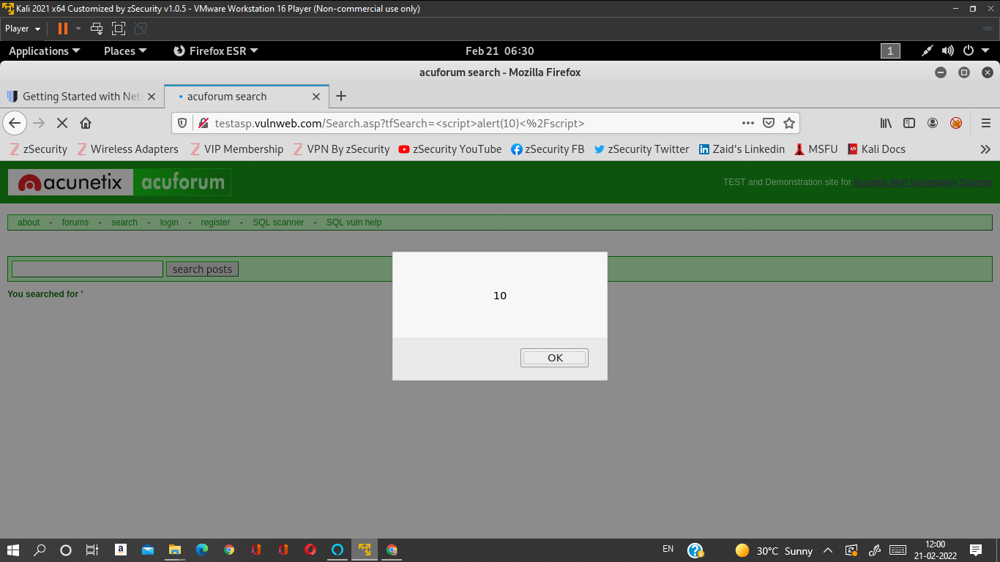 Kali 2021 x64 Customized by zSecurity v1.0.5 - VMware Workstation 16 Player (Non-commercial use only)
Player
Applications Places Firefox ESR Feb 21 06:30 1
acuforum search - Mozilla Firefox
Getting Started with Net acuforum search
testasp.vulnweb.com/Search.asp?tfSearch=<script>alert(10)<%2Fscript>
zSecurity Wireless Adapters VIP Membership VPN By zSecurity zSecurity YouTube zSecurity FB zSecurity Twitter Zaid's Linkedin MSFU Kali Docs
acunetix acuforum TEST and Demonstration site for Acunetix Web Vulnerability Scanner
about - forums - search - login - register - SQL scanner - SQL vuln help
search posts
You searched for '
10
OK
EN 30°C Sunny 12:00
21-02-2022